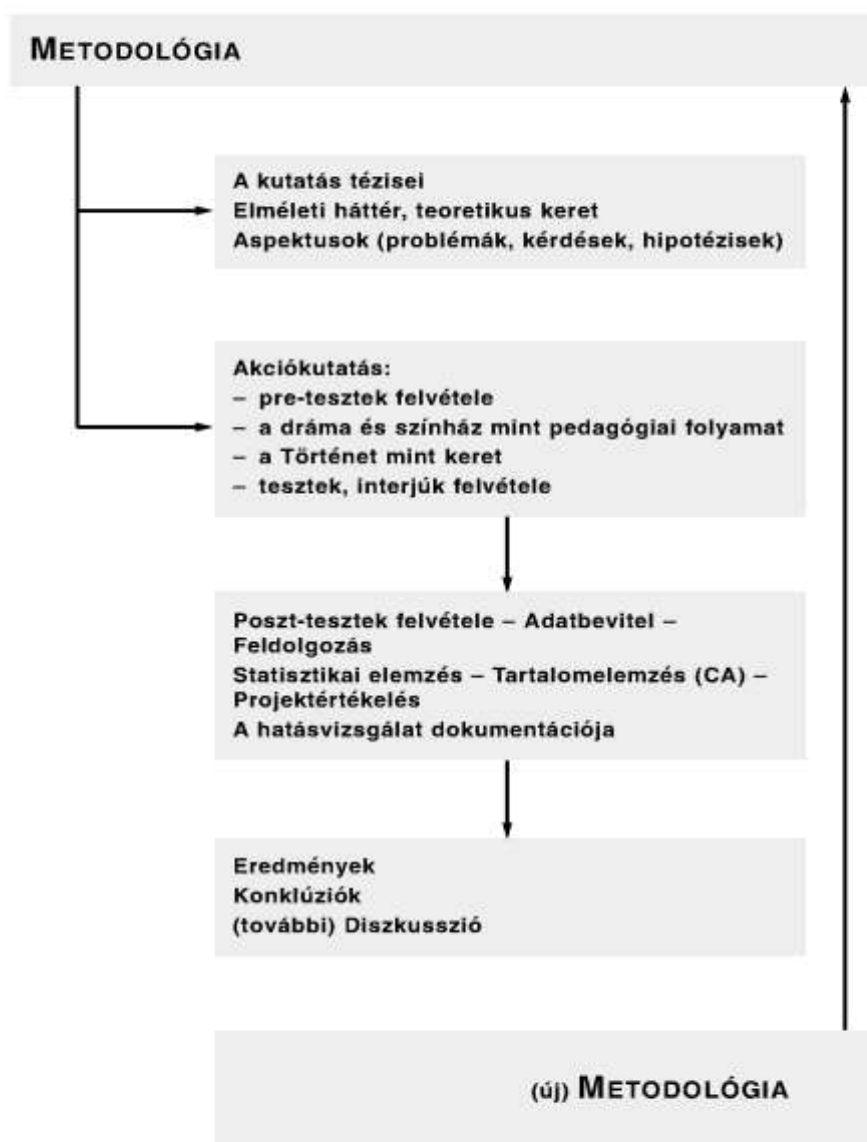 METODOLÓGIA
A kutatás tézisei
Elméleti háttér, teoretikus keret
Aspektusok (problémák, kérdések, hipotézisek)
Akciókutatás:
– pre-tesztek felvétele
– a dráma és színház mint pedagógiai folyamat
– a Történet mint keret
– tesztek, interjúk felvétele
Poszt-tesztek felvétele – Adatbevitel –
Feldolgozás
Statisztikai elemzés – Tartalomelemzés (CA) –
Projektértékelés
A hatásvizsgálat dokumentációja
Eredmények
Konklúziók
(további) Diszkusszió
(új) METODOLÓGIA